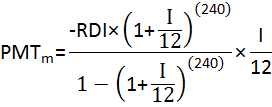 PMTₘ= -RDI×(1+I/12)^(240) / 1−(1+I/12)^(240) × I/12